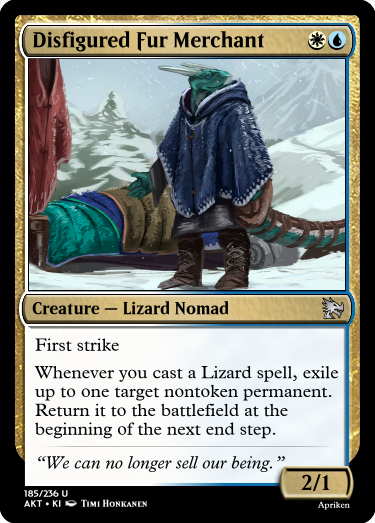 Disfigured Fur Merchant
Creature — Lizard Nomad
First strike
Whenever you cast a Lizard spell, exile
up to one target nontoken permanent.
Return it to the battlefield at the
beginning of the next end step.
“We can no longer sell our being.”
2/1
185/236 U
AKT • KI Timi Honkanen
Apriken